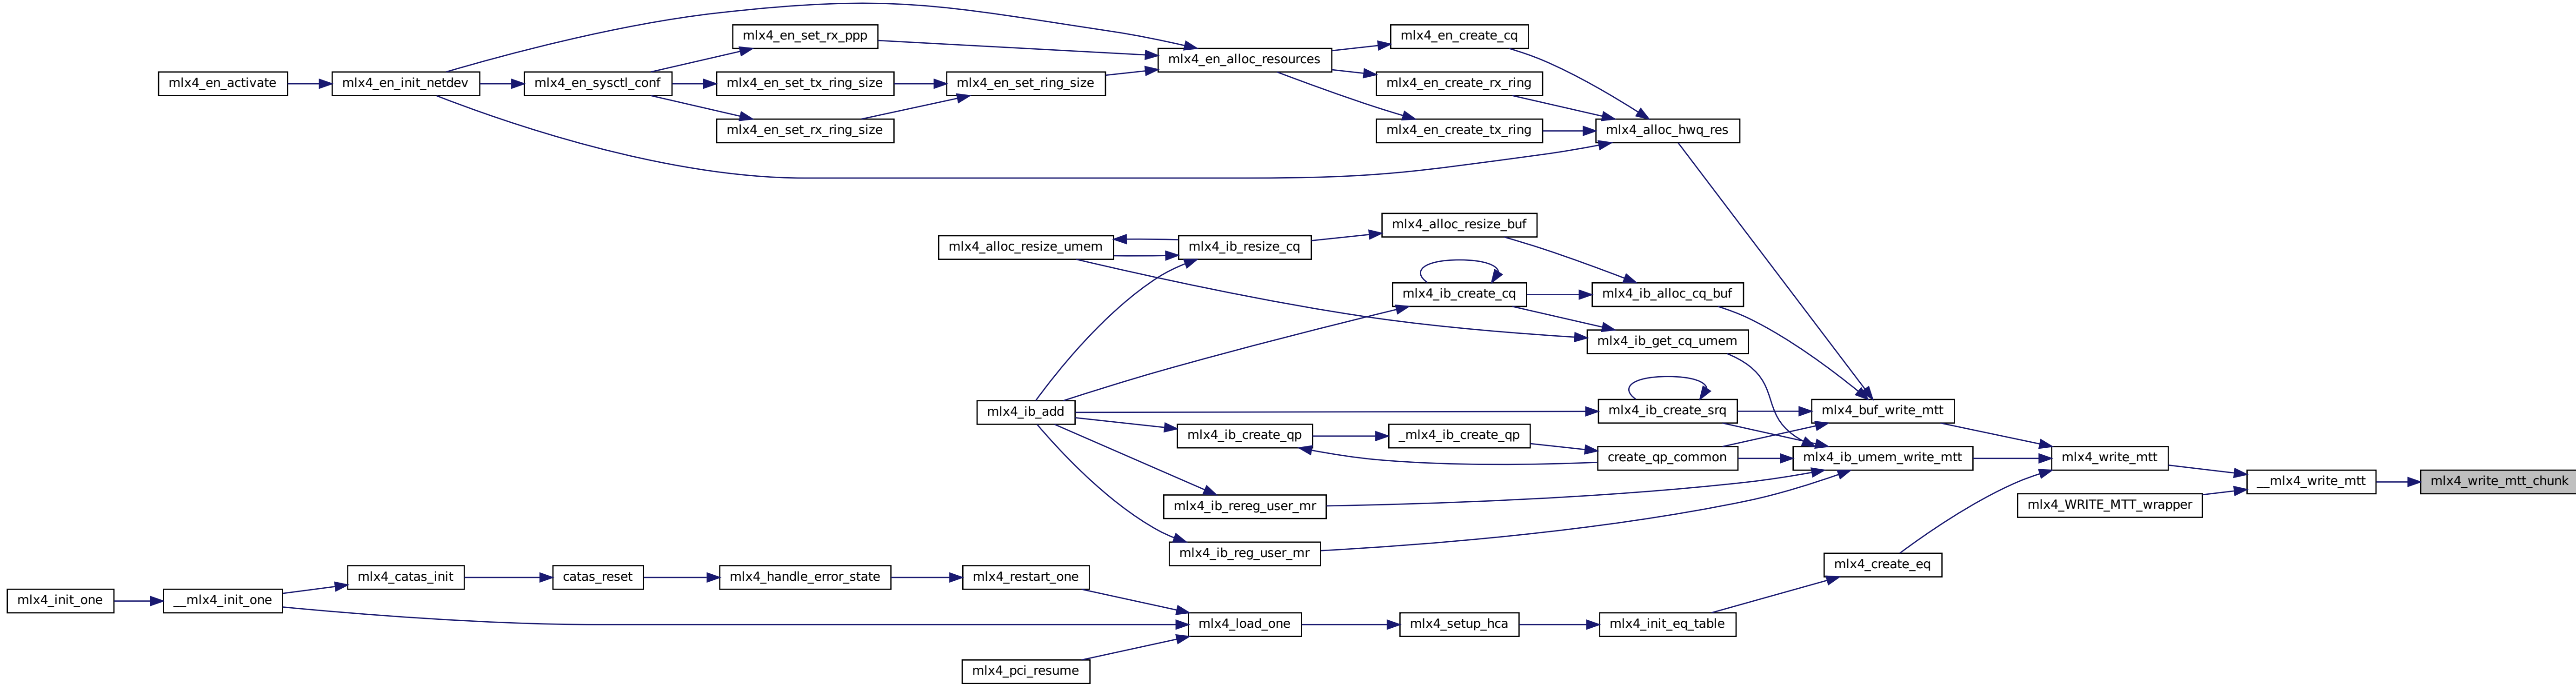 mlx4_en_set_rx_ppp
mlx4_en_create_cq
mlx4_en_alloc_resources
mlx4_en_activate
mlx4_en_init_netdev
mlx4_en_sysctl_conf
mlx4_en_set_tx_ring_size
mlx4_en_set_ring_size
mlx4_en_create_rx_ring
mlx4_en_set_rx_ring_size
mlx4_en_create_tx_ring
mlx4_alloc_hwq_res
mlx4_alloc_resize_buf
mlx4_alloc_resize_umem
mlx4_ib_resize_cq
mlx4_ib_create_cq
mlx4_ib_alloc_cq_buf
mlx4_ib_get_cq_umem
mlx4_ib_add
mlx4_ib_create_srq
mlx4_buf_write_mtt
mlx4_ib_create_qp
_mlx4_ib_create_qp
create_qp_common
mlx4_ib_umem_write_mtt
mlx4_write_mtt
__mlx4_write_mtt
mlx4_write_mtt_chunk
mlx4_ib_rereg_user_mr
mlx4_WRITE_MTT_wrapper
mlx4_ib_reg_user_mr
mlx4_create_eq
mlx4_catas_init
catas_reset
mlx4_handle_error_state
mlx4_restart_one
mlx4_init_one
__mlx4_init_one
mlx4_load_one
mlx4_setup_hca
mlx4_init_eq_table
mlx4_pci_resume